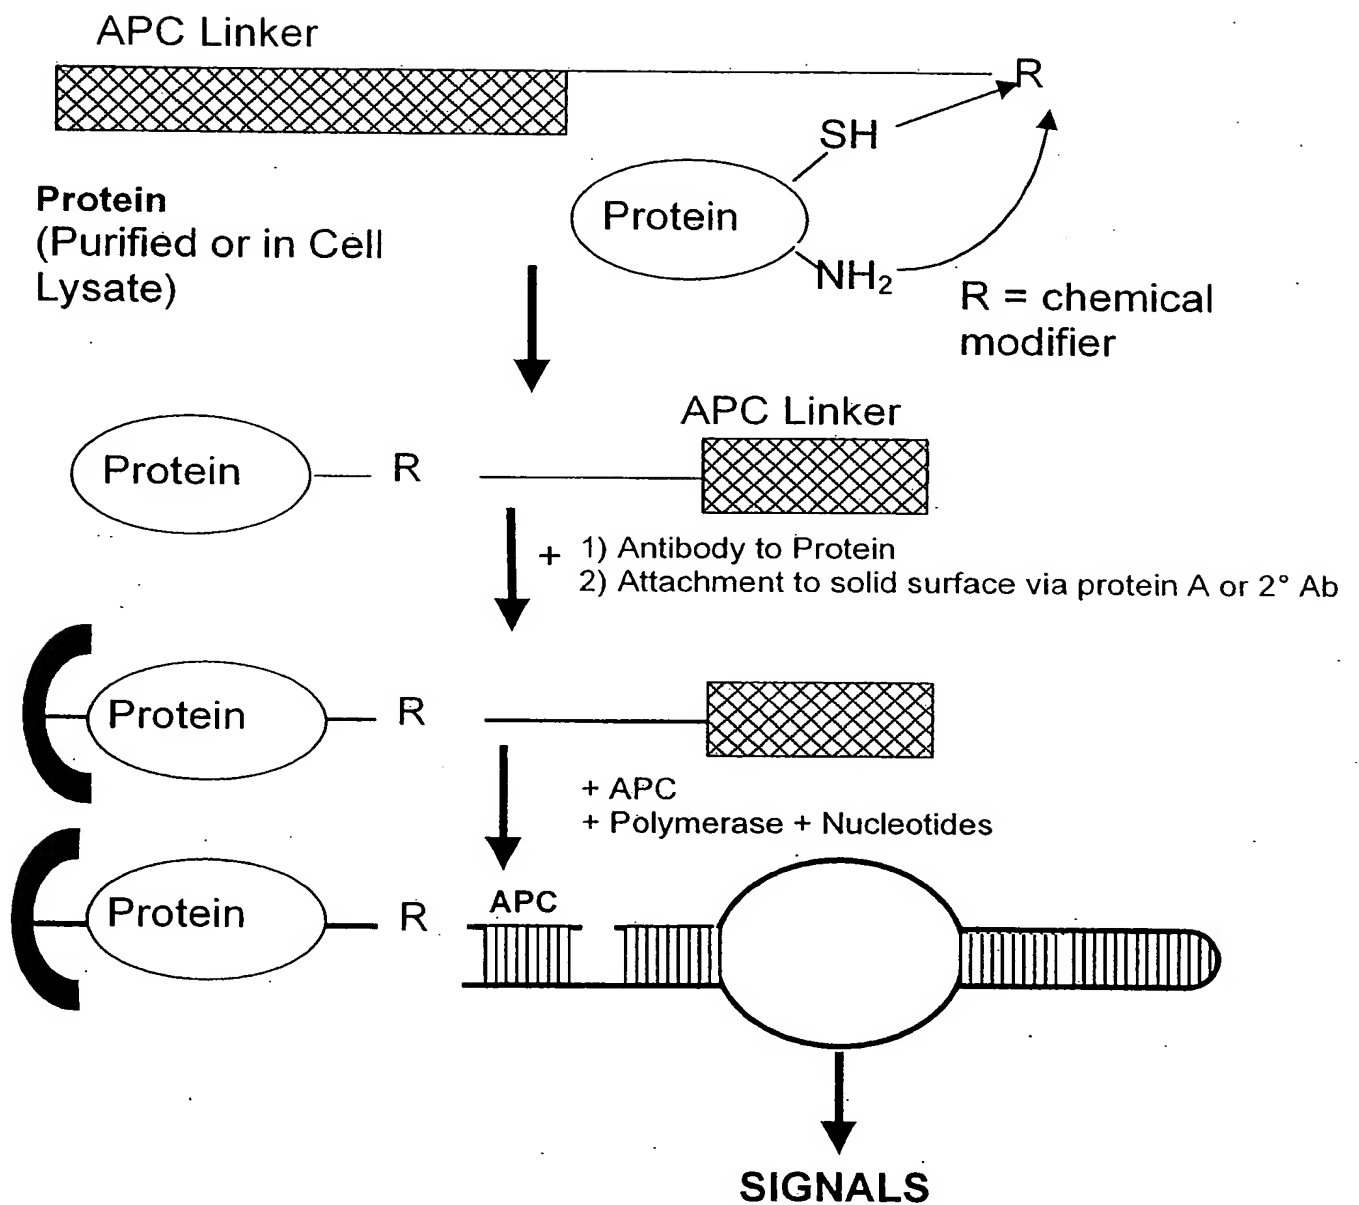 APC Linker
R
SH
Protein
(Purified or in Cell
Lysate)
Protein
NH₂
R = chemical
modifier
APC Linker
Protein
R
+ 1) Antibody to Protein
2) Attachment to solid surface via protein A or 2° Ab
Protein
R
+ APC
+ Polymerase + Nucleotides
Protein
R
APC
SIGNALS